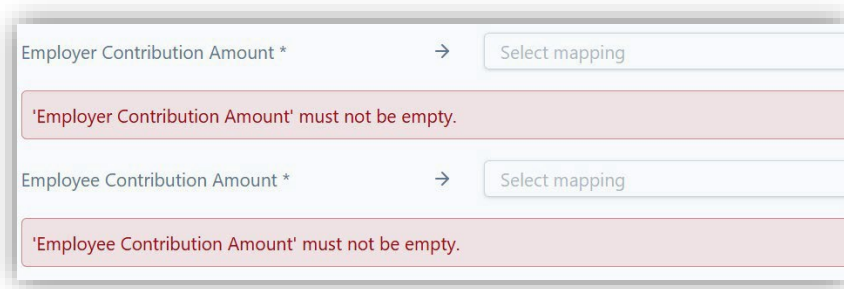 Employer Contribution Amount * → Select mapping
'Employer Contribution Amount' must not be empty.
Employee Contribution Amount * → Select mapping
'Employee Contribution Amount' must not be empty.